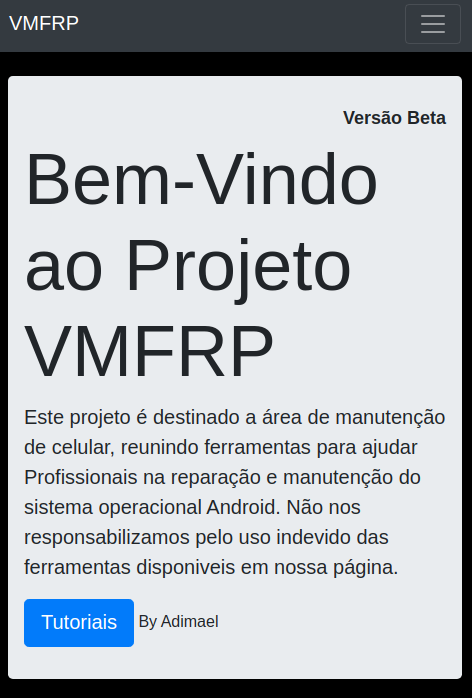 VMFRP
Versão Beta
Bem-Vindo
ao Projeto
VMFRP
Este projeto é destinado a área de manutenção
de celular, reunindo ferramentas para ajudar
Profissionais na reparação e manutenção do
sistema operacional Android. Não nos
responsabilizamos pelo uso indevido das
ferramentas disponiveis em nossa página.
Tutoriais By Adimael